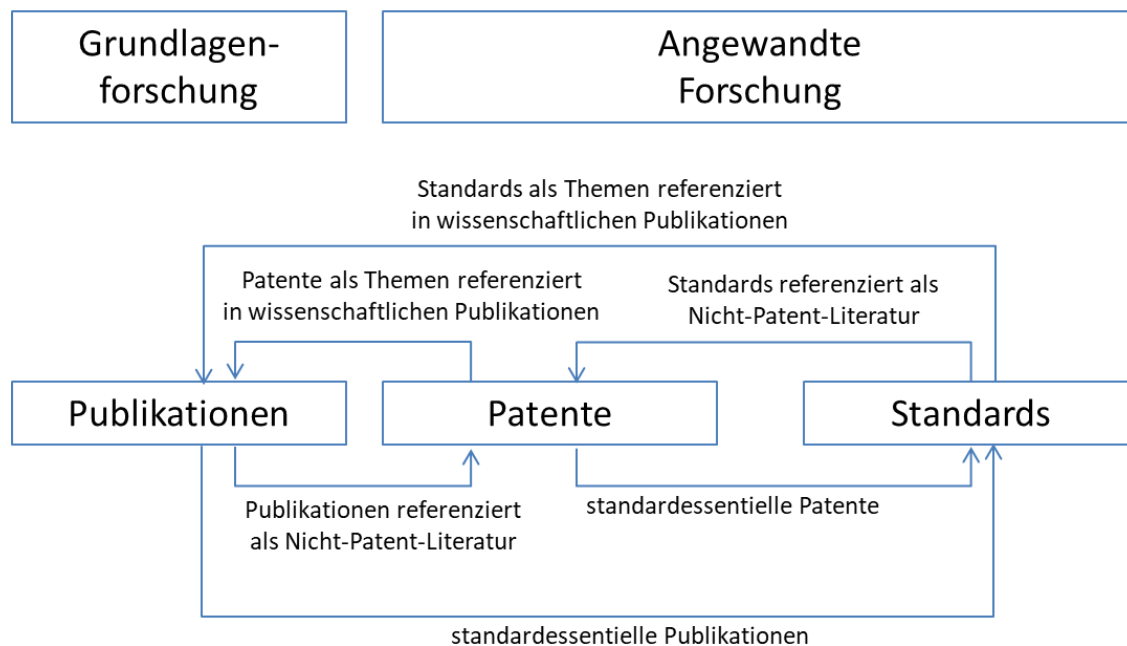 Grundlagen-
forschung
Angewandte
Forschung
Standards als Themen referenziert
in wissenschaftlichen Publikationen
Patente als Themen referenziert
in wissenschaftlichen Publikationen
Standards referenziert als
Nicht-Patent-Literatur
Publikationen
Patente
Standards
Publikationen referenziert
als Nicht-Patent-Literatur
standardessentielle Patente
standardessentielle Publikationen